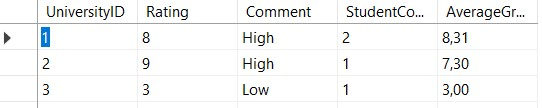 UniversityID Rating Comment StudentCo... AverageGr...
1 8 High 2 8,31
2 9 High 1 7,30
3 3 Low 1 3,00